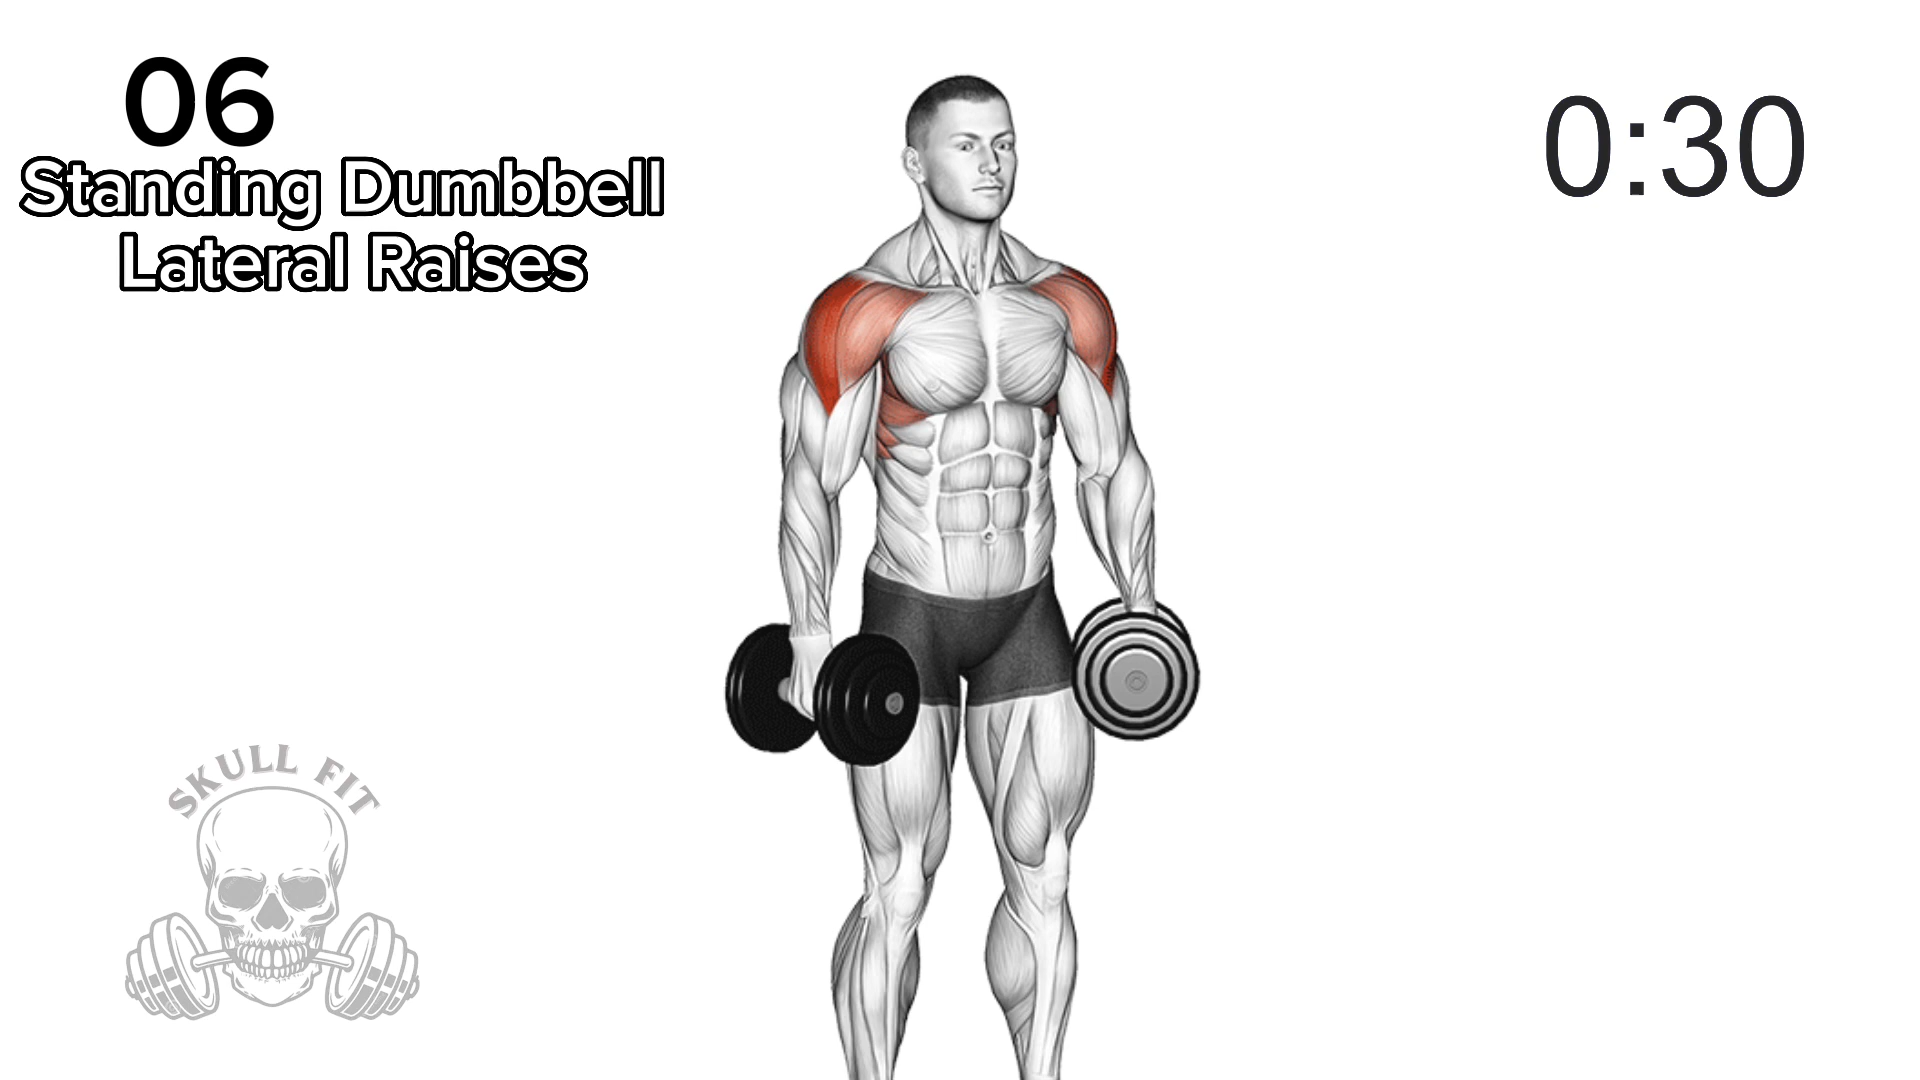 06
Standing Dumbbell
Lateral Raises
0:30
SKULL FIT